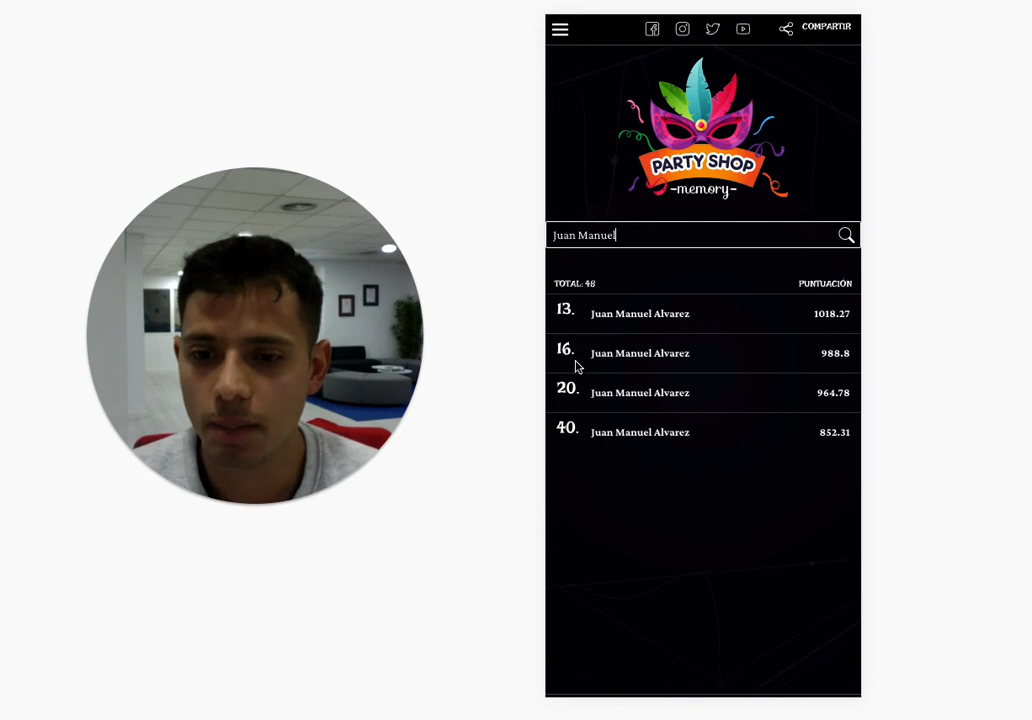 COMPARTIR
PARTY SHOP
-memory-
Juan Manuel
TOTAL: 48 PUNTUACIÓN
13. Juan Manuel Alvarez 1018.27
16. Juan Manuel Alvarez 988.8
20. Juan Manuel Alvarez 964.78
40. Juan Manuel Alvarez 852.31